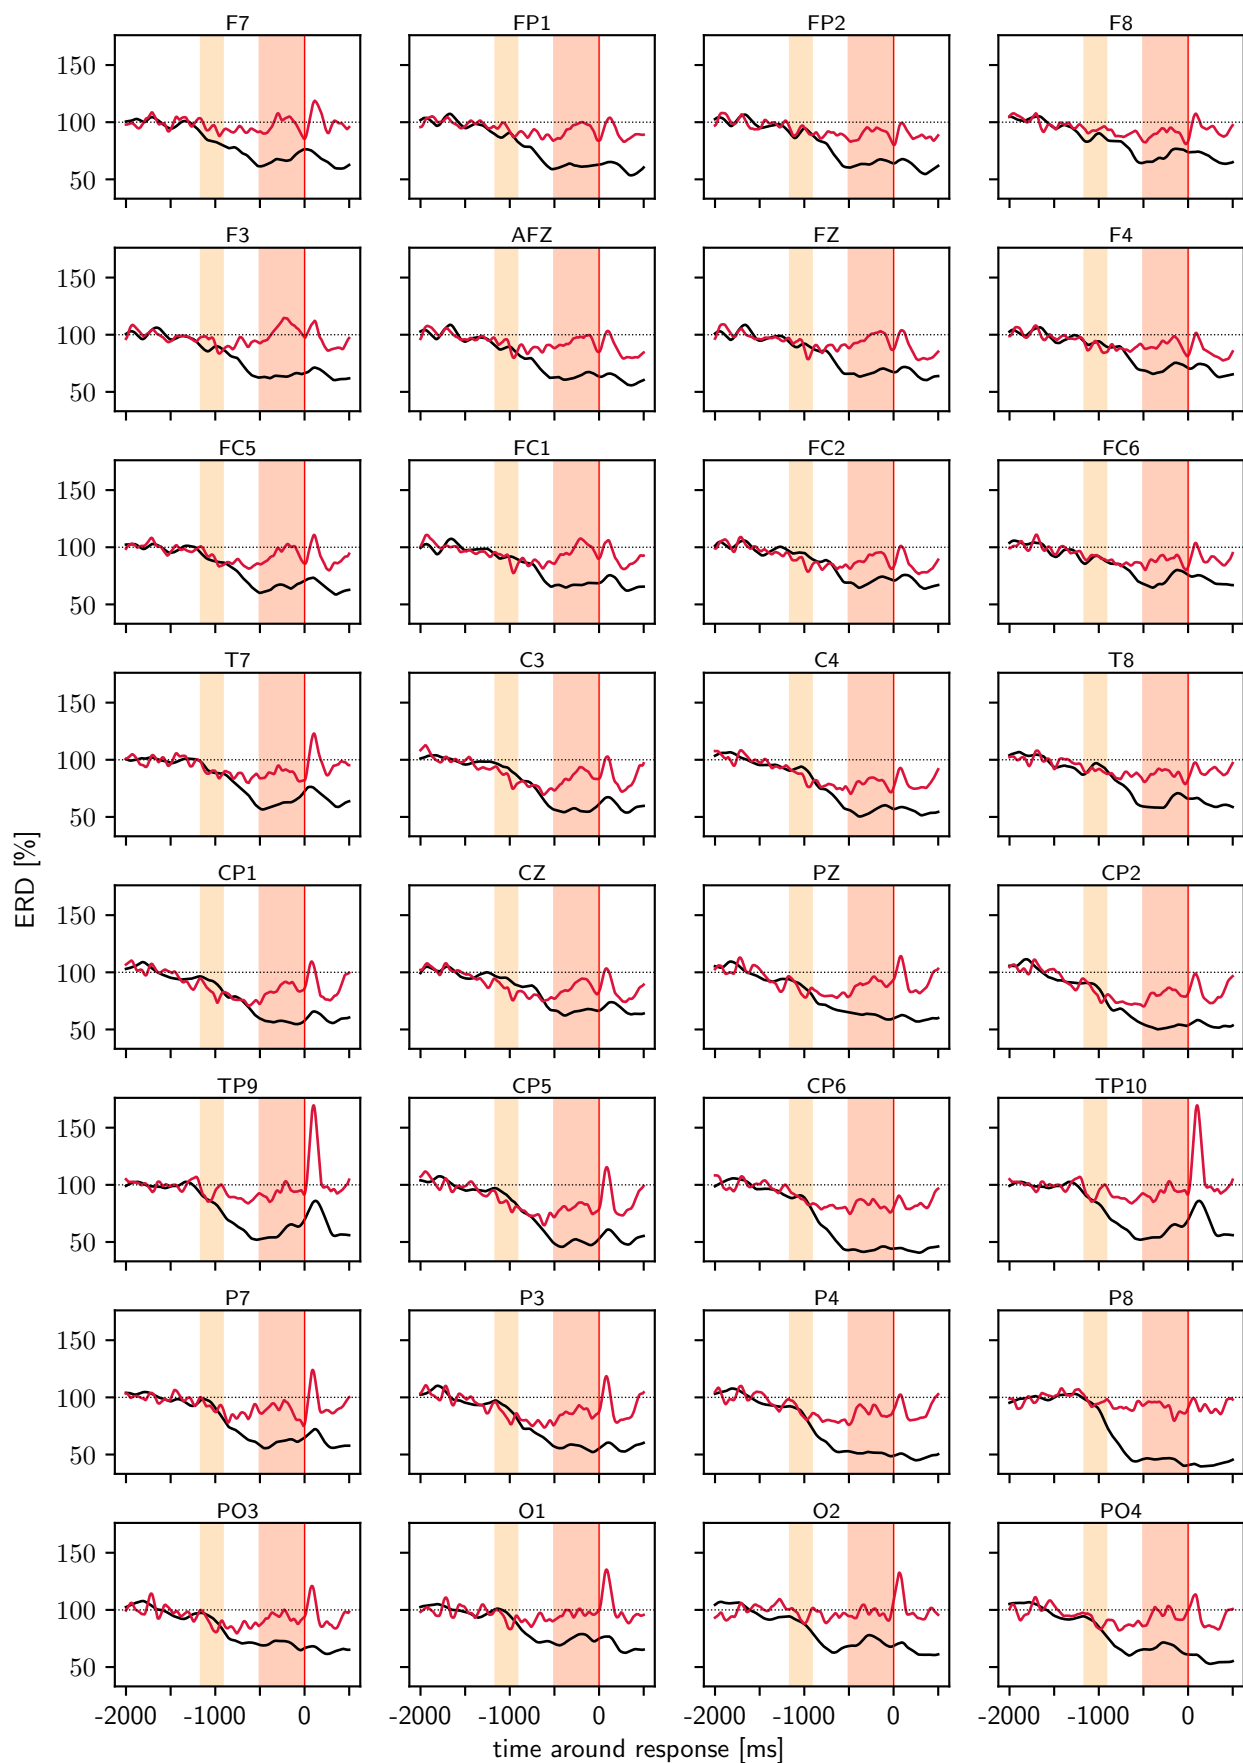 F7 FP1 FP2 F8
150
100
50
F3 AFZ FZ F4
150
100
50
FC5 FC1 FC2 FC6
150
100
50
T7 C3 C4 T8
150
100
50
ERD [%]
CP1 CZ PZ CP2
150
100
50
TP9 CP5 CP6 TP10
150
100
50
P7 P3 P4 P8
150
100
50
PO3 O1 O2 PO4
150
100
50
-2000 -1000 0 -2000 -1000 0 -2000 -1000 0 -2000 -1000 0
time around response [ms]